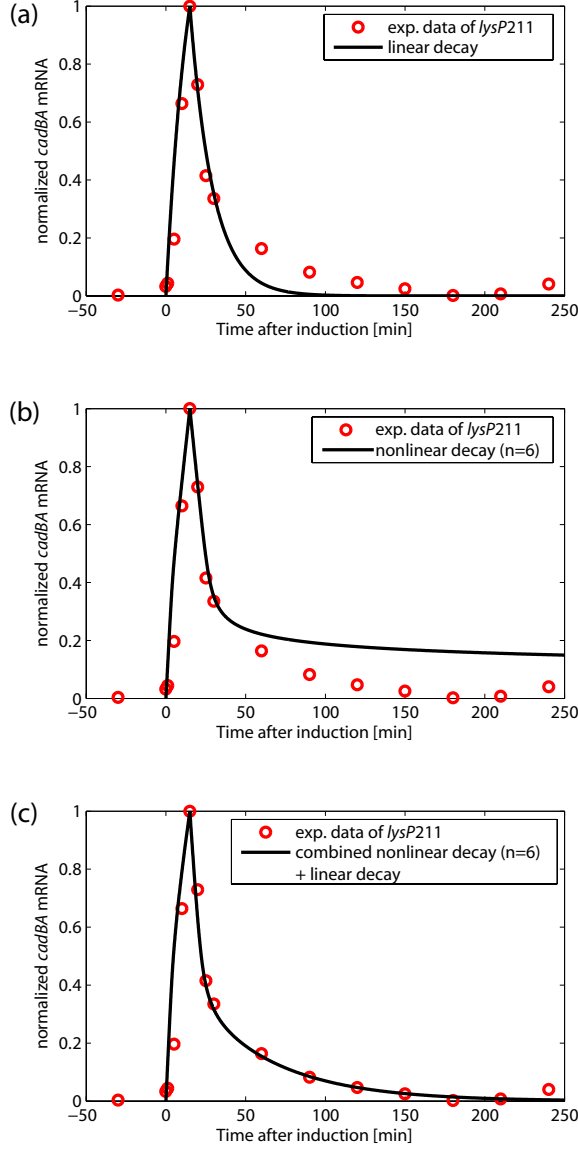 (a)
exp. data of lysP211
linear decay
normalized cadBA mRNA
1
0.8
0.6
0.4
0.2
0
−50 0 50 100 150 200 250
Time after induction [min]
(b)
exp. data of lysP211
nonlinear decay (n=6)
normalized cadBA mRNA
1
0.8
0.6
0.4
0.2
0
−50 0 50 100 150 200 250
Time after induction [min]
(c)
exp. data of lysP211
combined nonlinear decay (n=6)
+ linear decay
normalized cadBA mRNA
1
0.8
0.6
0.4
0.2
0
−50 0 50 100 150 200 250
Time after induction [min]